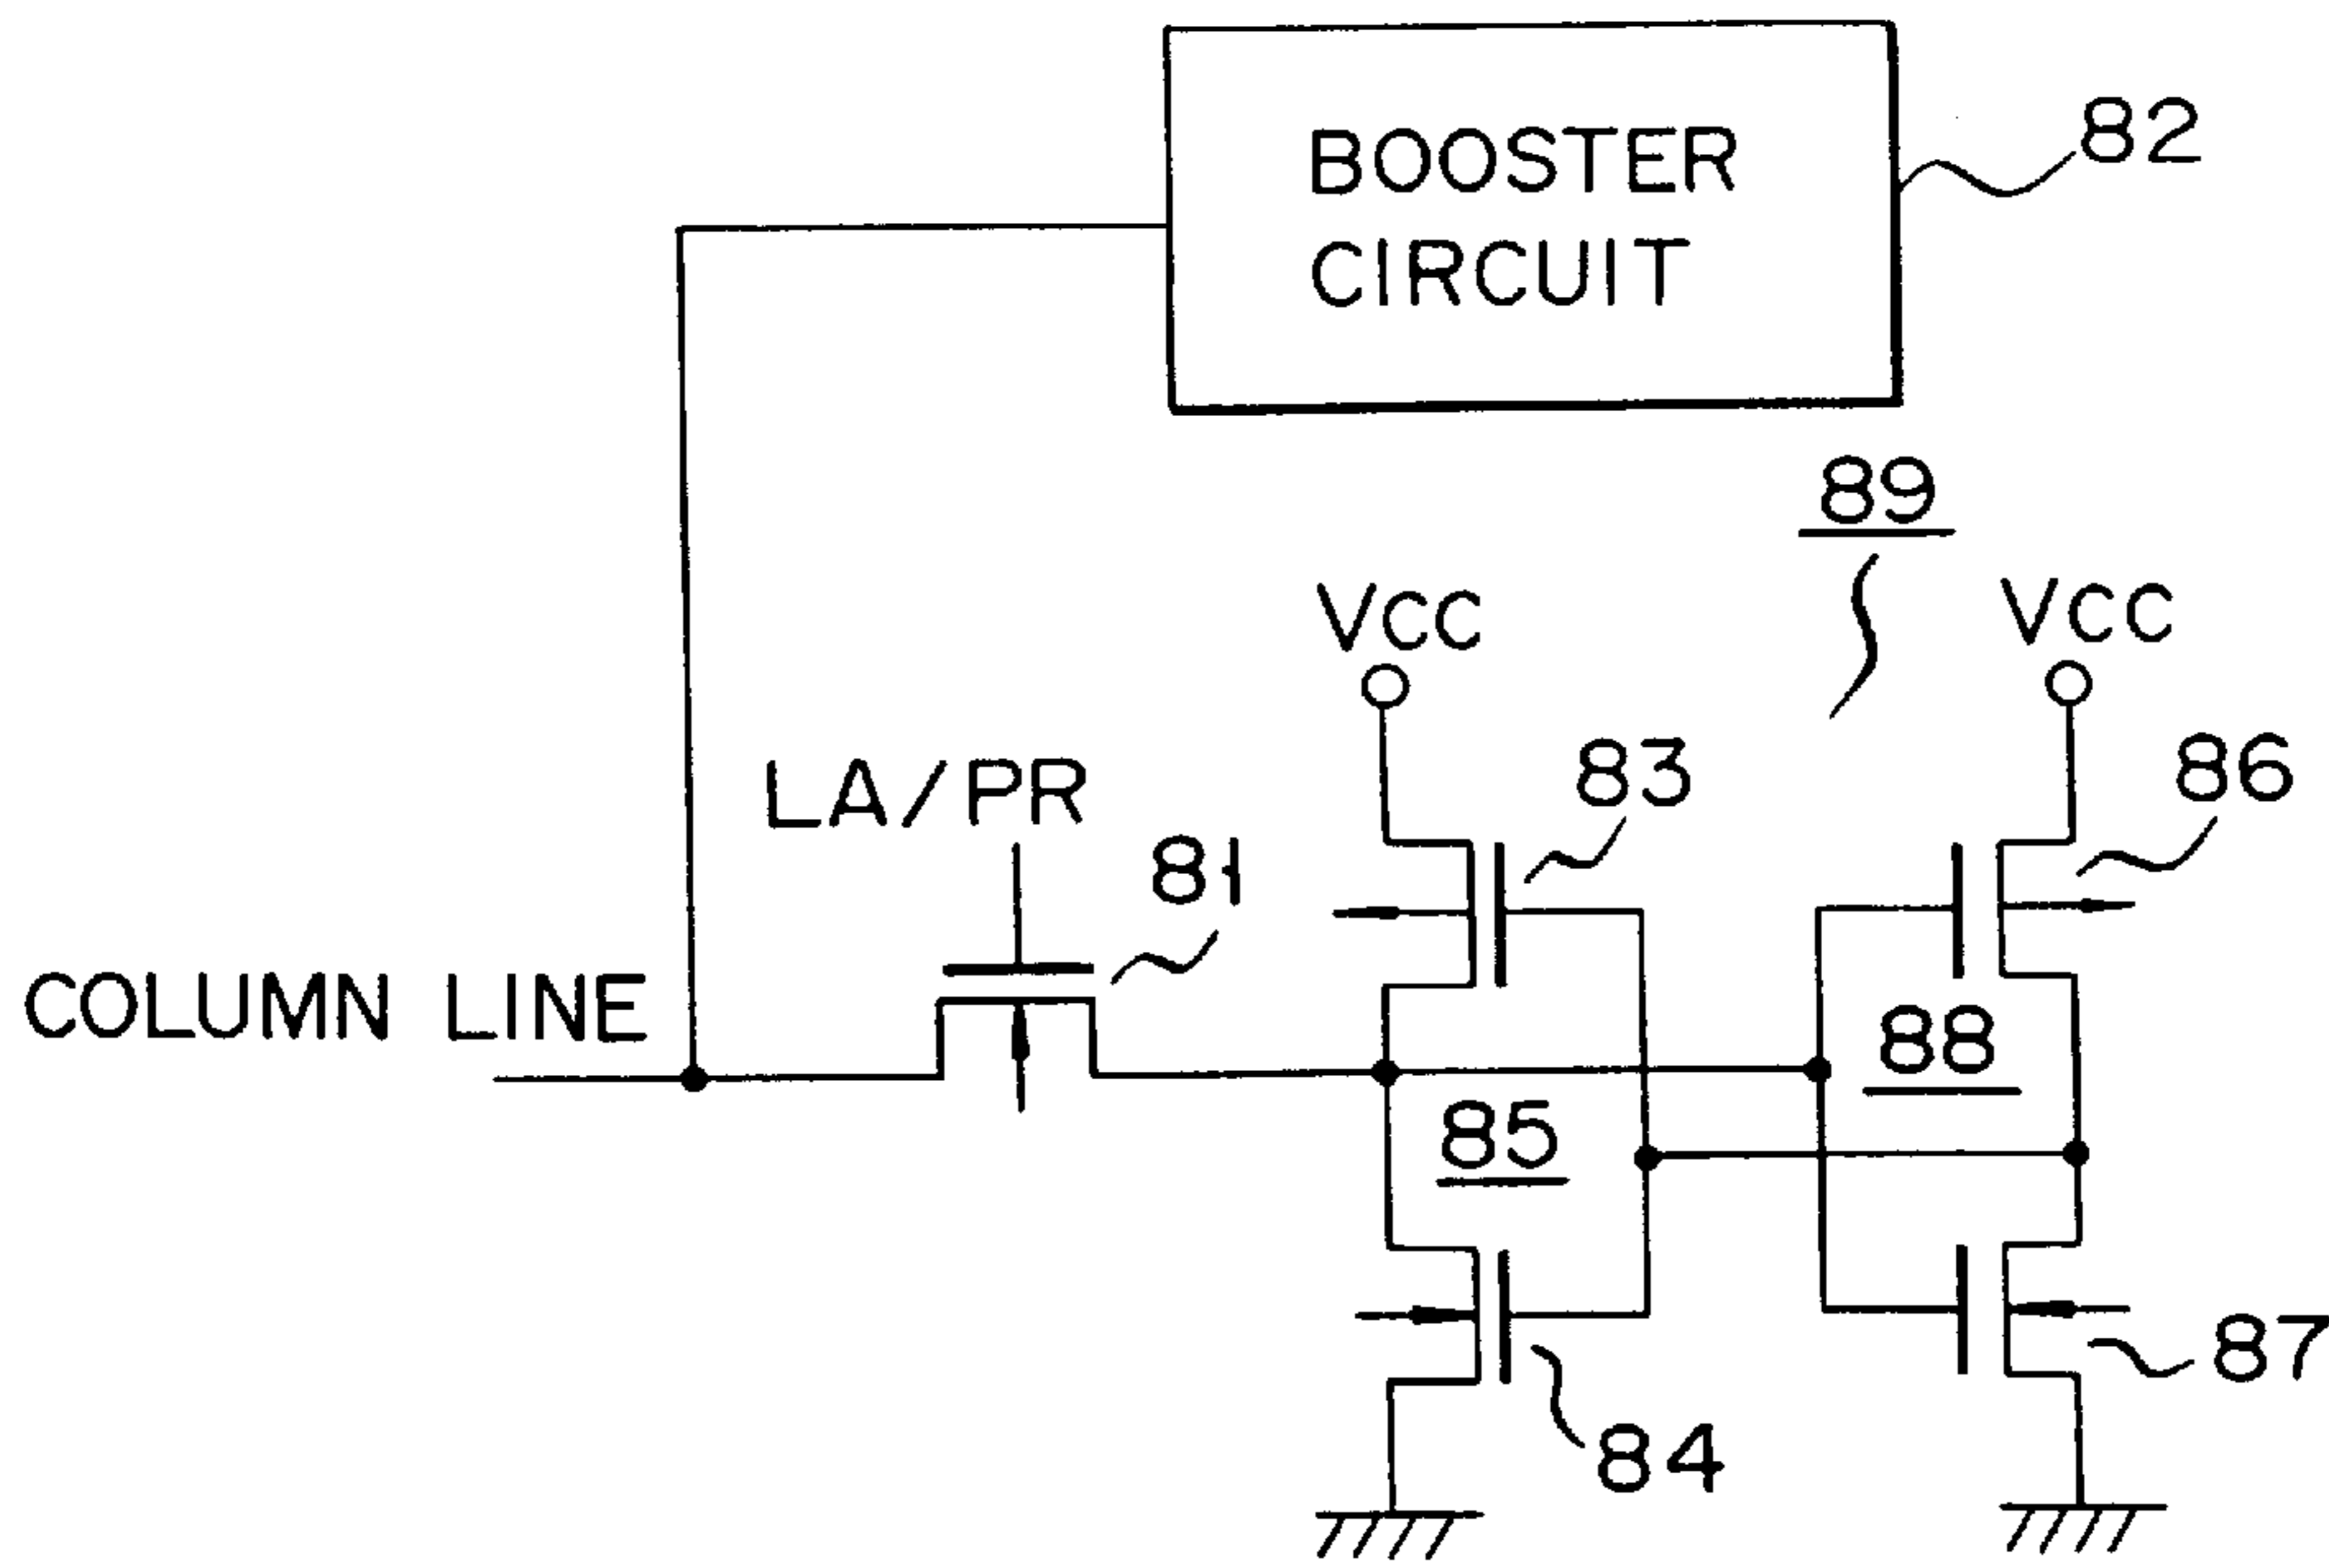 BOOSTER
CIRCUIT
82
89
VCC
VCC
LA/PR
81
83
86
COLUMN LINE
88
85
87
84